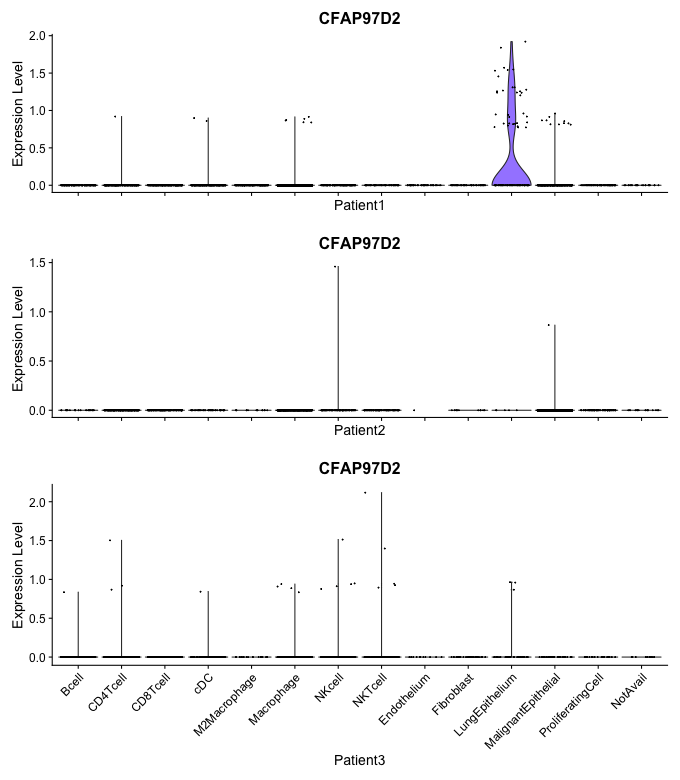 CFAP97D2
Expression Level
2.0
1.5
1.0
0.5
0.0
Patient1
CFAP97D2
Expression Level
1.5
1.0
0.5
0.0
Patient2
CFAP97D2
Expression Level
2.0
1.5
1.0
0.5
0.0
Bcell
CD4Tcell
CD8Tcell
cDC
M2Macrophage
Macrophage
NKcell
NKTcell
Endothelium
Fibroblast
LungEpithelium
MalignantEpithelial
ProliferatingCell
NotAvail
Patient3